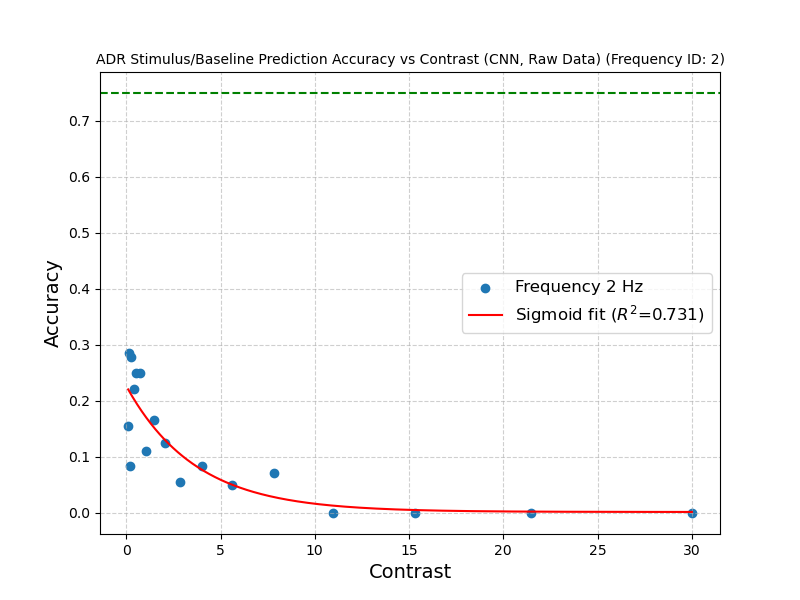 ADR Stimulus/Baseline Prediction Accuracy vs Contrast (CNN, Raw Data) (Frequency ID: 2)
Accuracy
0.7
0.6
0.5
0.4
0.3
0.2
0.1
0.0
Frequency 2 Hz
Sigmoid fit (R²=0.731)
0 5 10 15 20 25 30
Contrast